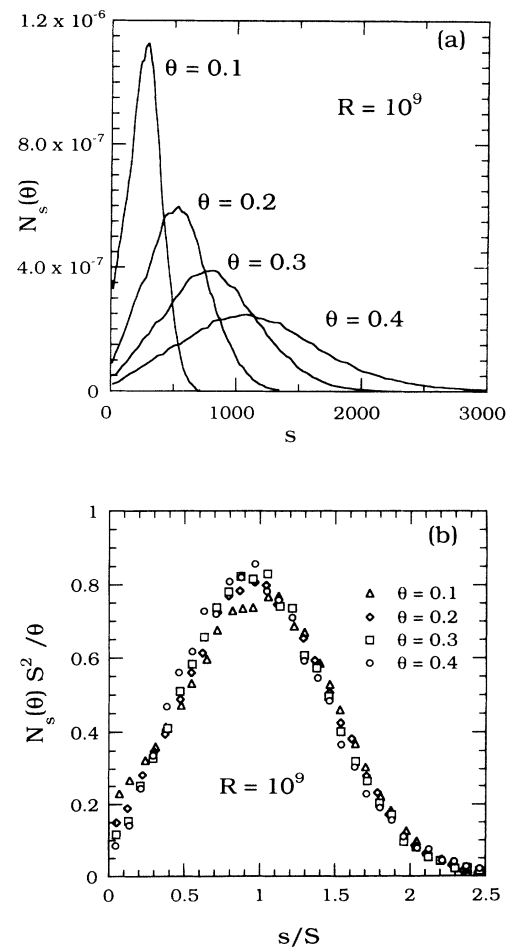 1.2 x 10⁻⁶
(a)
θ = 0.1
R = 10⁹
8.0 x 10⁻⁷
Nₛ(θ)
θ = 0.2
θ = 0.3
4.0 x 10⁻⁷
θ = 0.4
0
0 1000 2000 3000
s
1
(b)
0.8
θ = 0.1
θ = 0.2
θ = 0.3
θ = 0.4
0.6
Nₛ(θ) S² /θ
0.4
R = 10⁹
0.2
0
0 0.5 1 1.5 2 2.5
s/S